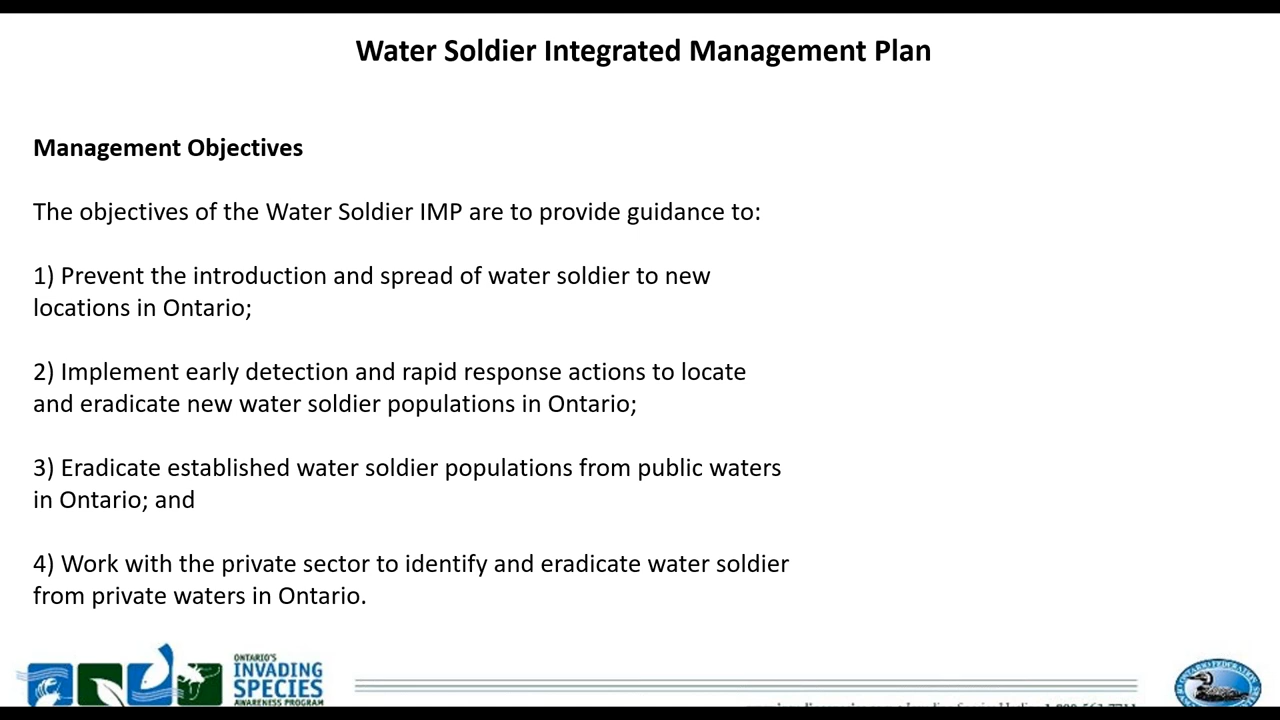 Water Soldier Integrated Management Plan
Management Objectives
The objectives of the Water Soldier IMP are to provide guidance to:
1) Prevent the introduction and spread of water soldier to new
locations in Ontario;
2) Implement early detection and rapid response actions to locate
and eradicate new water soldier populations in Ontario;
3) Eradicate established water soldier populations from public waters
in Ontario; and
4) Work with the private sector to identify and eradicate water soldier
from private waters in Ontario.
ONTARIO'S
INVADING
SPECIES
AWARENESS PROGRAM
ONTARIO FEDERATION